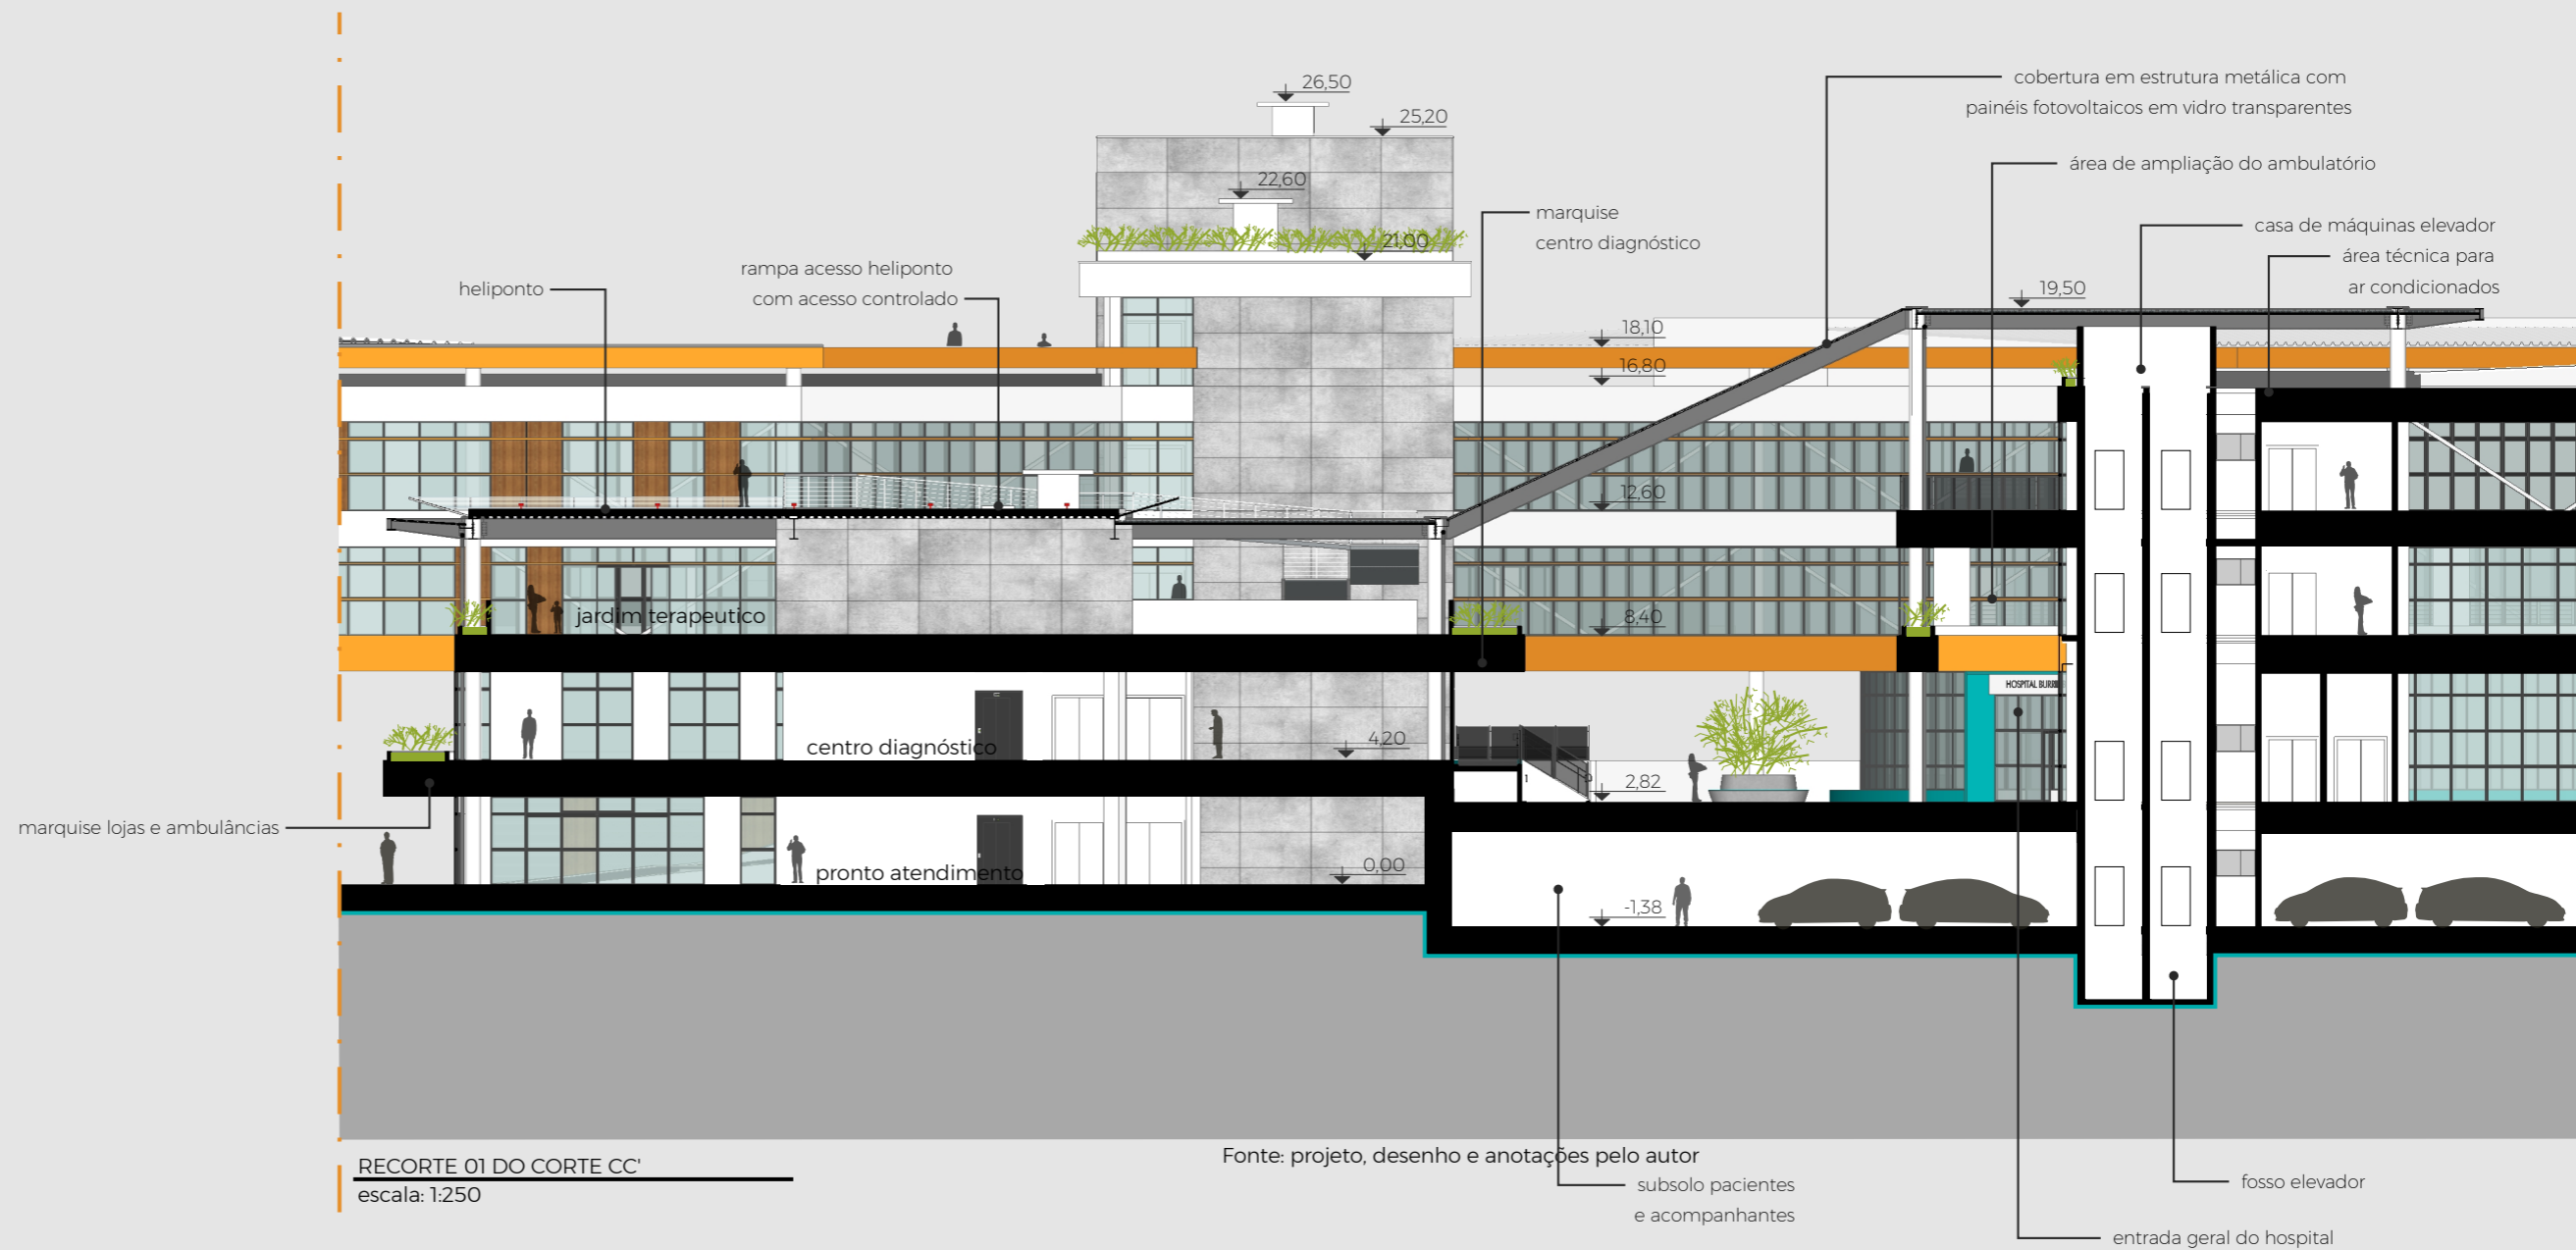 26,50
cobertura em estrutura metálica com
painéis fotovoltaicos em vidro transparentes
25,20
área de ampliação do ambulatório
22,60
marquise
centro diagnóstico
casa de máquinas elevador
21,00
área técnica para
ar condicionados
rampa acesso heliponto
com acesso controlado
heliponto
19,50
18,10
16,80
12,60
jardim terapeutico
8,40
HOSPITAL
centro diagnóstico
4,20
2,82
marquise lojas e ambulâncias
pronto atendimento
0,00
-1,38
Fonte: projeto, desenho e anotações pelo autor
RECORTE 01 DO CORTE CC'
escala: 1:250
subsolo pacientes
e acompanhantes
fosso elevador
entrada geral do hospital